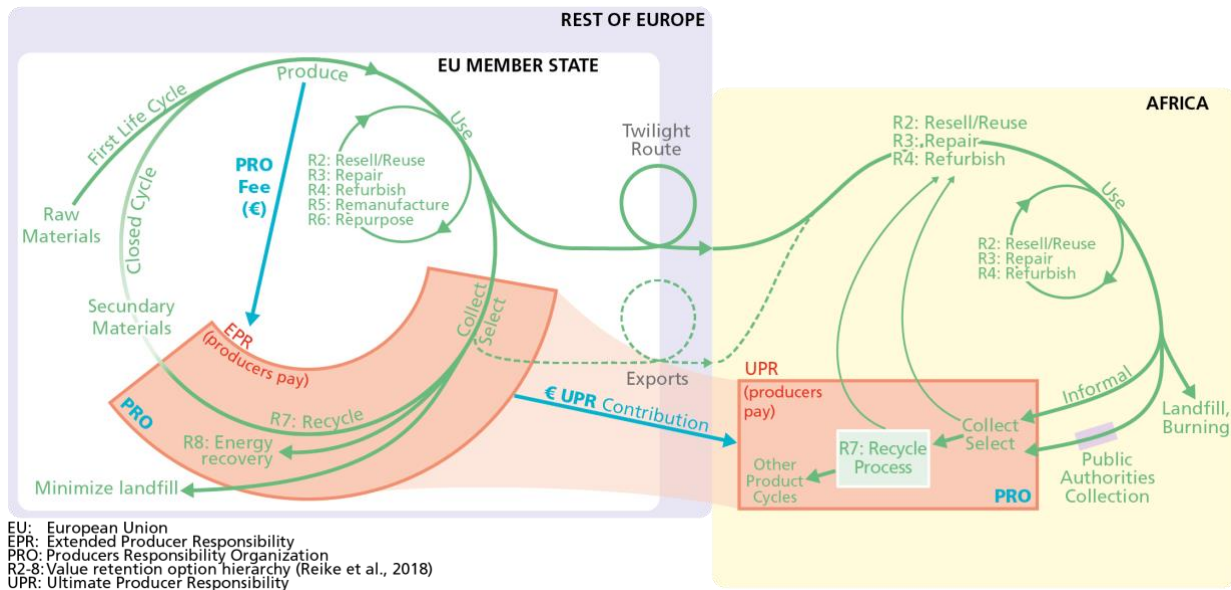 REST OF EUROPE
EU MEMBER STATE
AFRICA
Produce
First Life Cycle
Use
Twilight
Route
R2: Resell/Reuse
R3: Repair
R4: Refurbish
PRO
Fee
(€)
R2: Resell/Reuse
R3: Repair
R4: Refurbish
R5: Remanufacture
R6: Repurpose
Use
Raw
Materials
Closed Cycle
R2: Resell/Reuse
R3: Repair
R4: Refurbish
Secundary
Materials
Collect
Select
EPR
(producers pay)
Exports
UPR
(producers
pay)
PRO
R7: Recycle
€ UPR Contribution
Informal
Landfill,
Burning
R8: Energy
recovery
Collect
Select
R7: Recycle
Process
Other
Product
Cycles
Public
Authorities
Collection
Minimize landfill
PRO
EU: European Union
EPR: Extended Producer Responsibility
PRO: Producers Responsibility Organization
R2-8: Value retention option hierarchy (Reike et al., 2018)
UPR: Ultimate Producer Responsibility